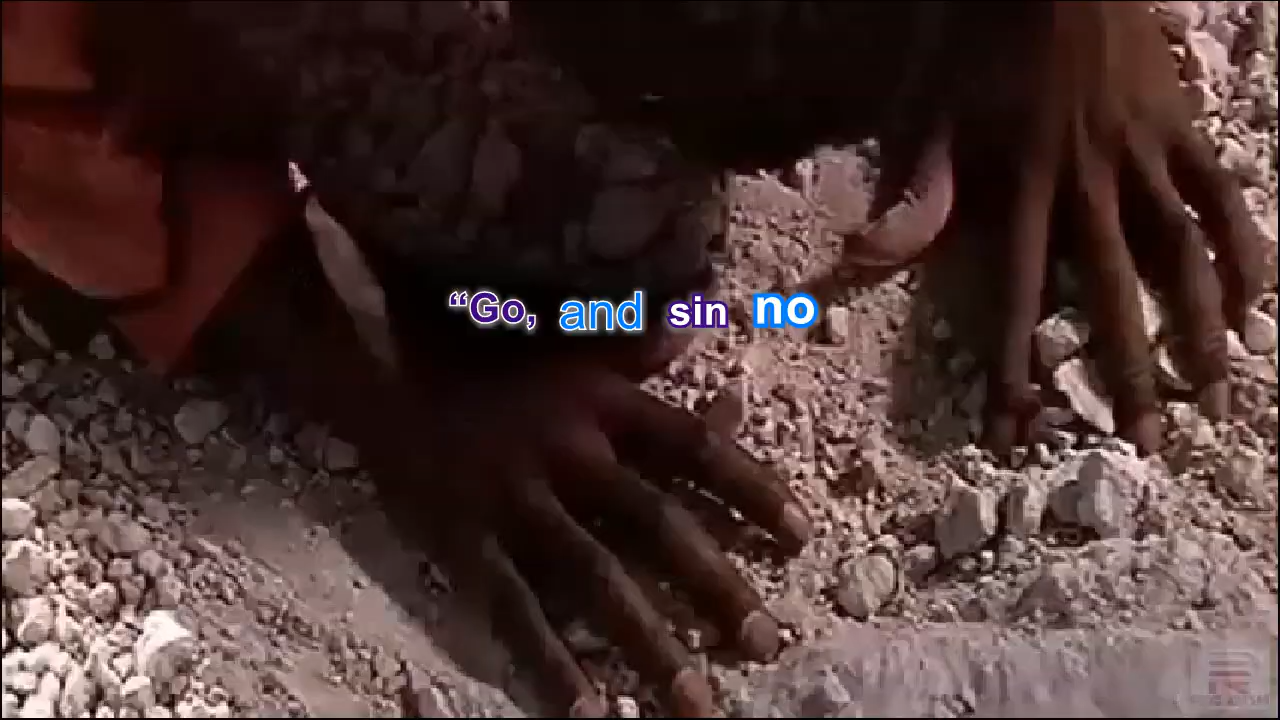 “Go, and sin no